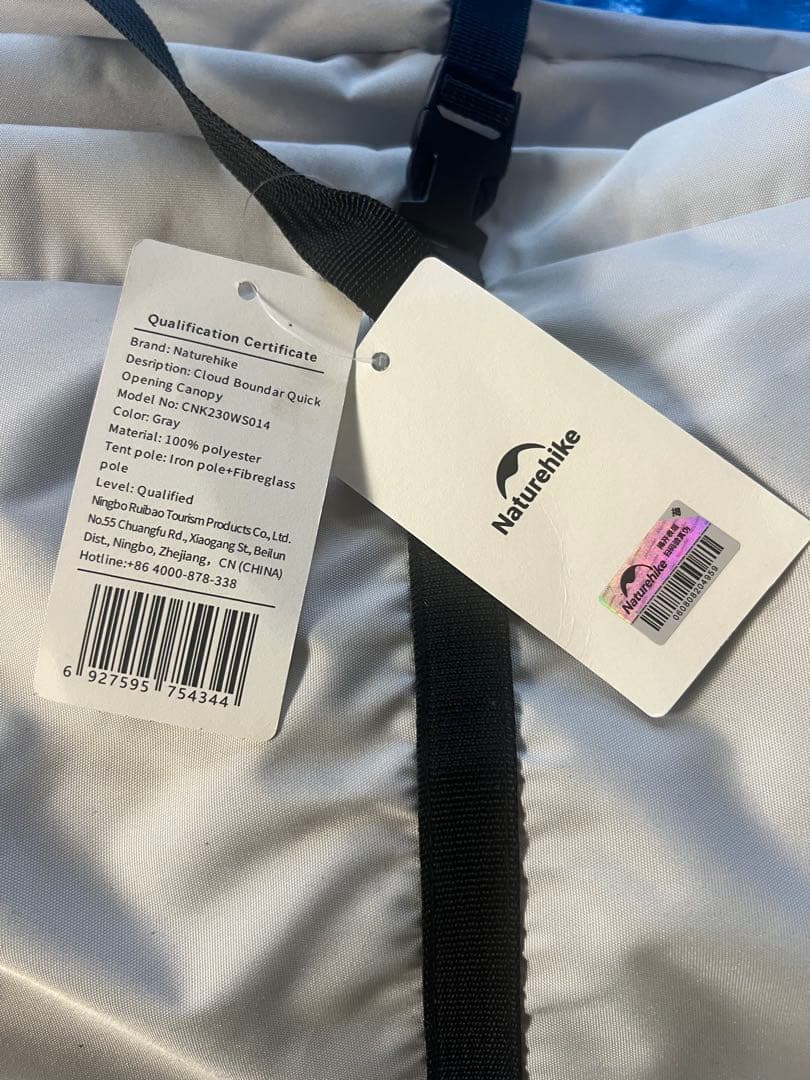 Qualification Certificate
Brand: Naturehike
Desription: Cloud Boundar Quick
Opening Canopy
Model No: CNK230WS014
Color: Gray
Material: 100% polyester
Tent pole: Iron pole+Fibreglass
pole
Level: Qualified
Ningbo Ruibao Tourism Products Co., Ltd.
No.55 Chuangfu Rd., Xiaogang St., Beilun
Dist., Ningbo, Zhejiang, CN (CHINA)
Hotline:+86 4000-878-338
6 927595 754344
Naturehike
Naturehike
060808204959